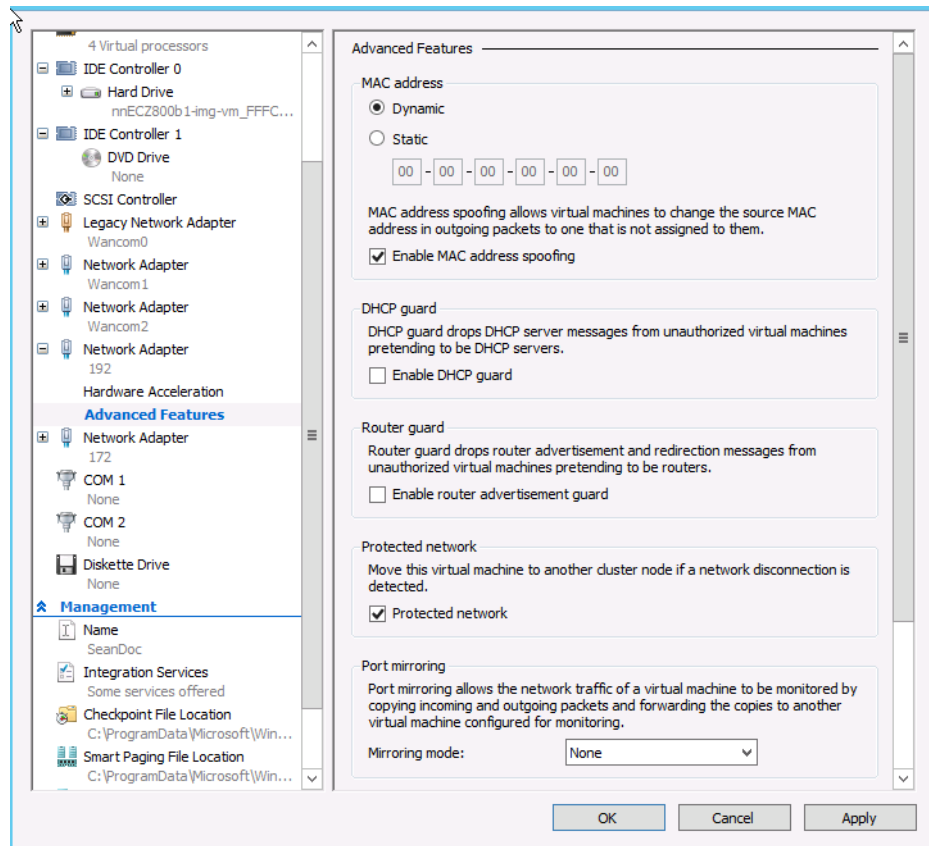 4 Virtual processors
IDE Controller 0
Hard Drive
nnECZ800b1-img-vm_FFFC...
IDE Controller 1
DVD Drive
None
SCSI Controller
Legacy Network Adapter
Wancom0
Network Adapter
Wancom1
Network Adapter
Wancom2
Network Adapter
192
Hardware Acceleration
Advanced Features
Network Adapter
172
COM 1
None
COM 2
None
Diskette Drive
None
Management
Name
SeanDoc
Integration Services
Some services offered
Checkpoint File Location
C:\ProgramData\Microsoft\Win...
Smart Paging File Location
C:\ProgramData\Microsoft\Win...
Advanced Features
MAC address
Dynamic
Static
00 - 00 - 00 - 00 - 00 - 00
MAC address spoofing allows virtual machines to change the source MAC
address in outgoing packets to one that is not assigned to them.
Enable MAC address spoofing
DHCP guard
DHCP guard drops DHCP server messages from unauthorized virtual machines
pretending to be DHCP servers.
Enable DHCP guard
Router guard
Router guard drops router advertisement and redirection messages from
unauthorized virtual machines pretending to be routers.
Enable router advertisement guard
Protected network
Move this virtual machine to another cluster node if a network disconnection is
detected.
Protected network
Port mirroring
Port mirroring allows the network traffic of a virtual machine to be monitored by
copying incoming and outgoing packets and forwarding the copies to another
virtual machine configured for monitoring.
Mirroring mode: None
OK Cancel Apply